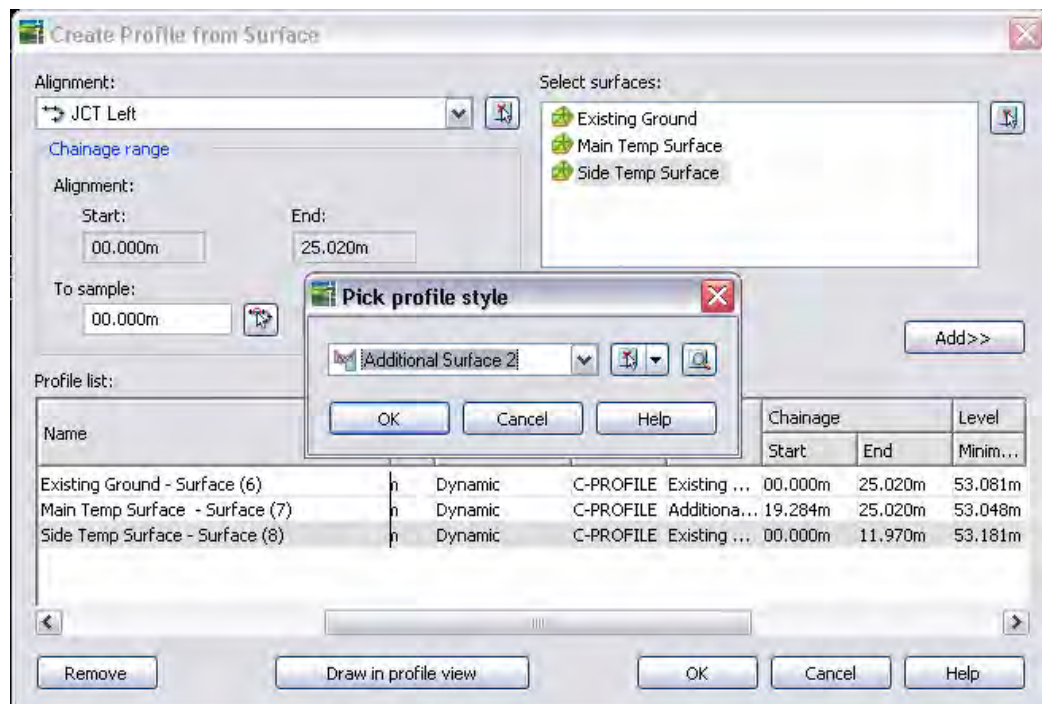 Create Profile from Surface
Alignment:
Select surfaces:
JCT Left
Existing Ground
Main Temp Surface
Side Temp Surface
Chainage range
Alignment:
Start:
End:
00.000m
25.020m
To sample:
00.000m
Pick profile style
Additional Surface 2
OK
Cancel
Help
Add>>
Profile list:
Name
Chainage
Level
Start
End
Minim...
Existing Ground - Surface (6) n Dynamic C-PROFILE Existing ... 00.000m 25.020m 53.081m
Main Temp Surface - Surface (7) n Dynamic C-PROFILE Additiona... 19.284m 25.020m 53.048m
Side Temp Surface - Surface (8) n Dynamic C-PROFILE Existing ... 00.000m 11.970m 53.181m
Remove
Draw in profile view
OK
Cancel
Help